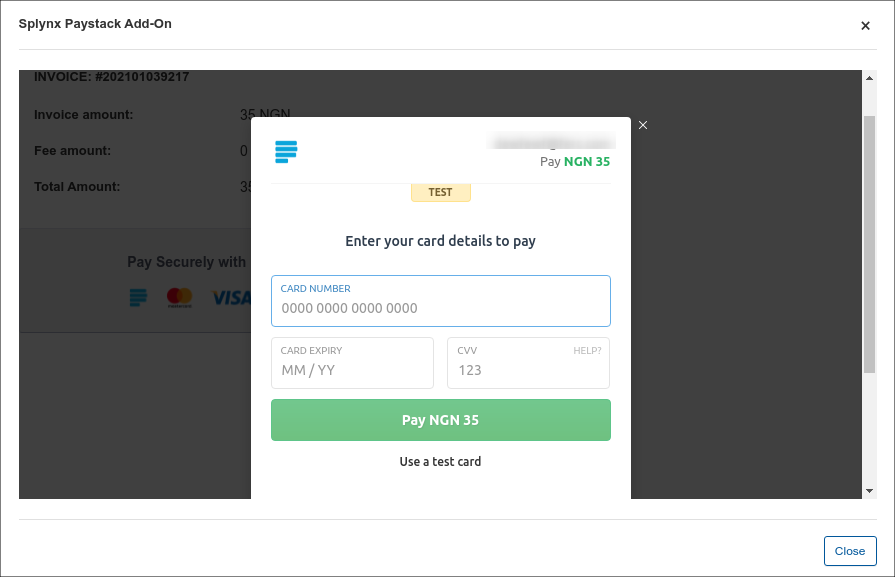 Splynx Paystack Add-On
×
INVOICE: #202101039217
Invoice amount: 35 NGN
Fee amount: 0
Total Amount: 35
Pay Securely with
mastercard
VISA
×
Pay NGN 35
TEST
Enter your card details to pay
CARD NUMBER
0000 0000 0000 0000
CARD EXPIRY
MM / YY
CVV HELP?
123
Pay NGN 35
Use a test card
Close